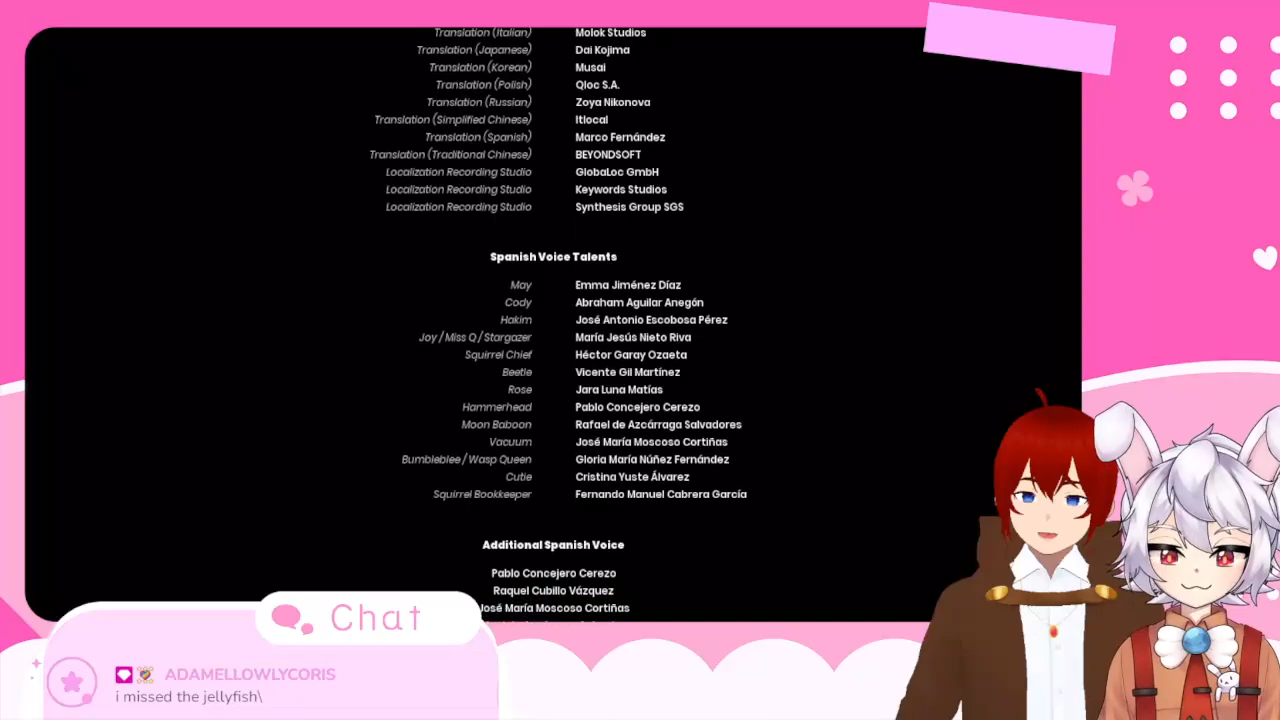 Translation (Italian) Molok Studios
Translation (Japanese) Dai Kojima
Translation (Korean) Musai
Translation (Polish) Qloc S.A.
Translation (Russian) Zoya Nikonova
Translation (Simplified Chinese) Itlocal
Translation (Spanish) Marco Fernández
Translation (Traditional Chinese) BEYONDSOFT
Localization Recording Studio GlobaLoc GmbH
Localization Recording Studio Keywords Studios
Localization Recording Studio Synthesis Group SGS
Spanish Voice Talents
May Emma Jiménez Díaz
Cody Abraham Aguilar Anegón
Hakim José Antonio Escobosa Pérez
Joy / Miss Q / Stargazer María Jesús Nieto Riva
Squirrel Chief Héctor Garay Ozaeta
Beetle Vicente Gil Martínez
Rose Jara Luna Matías
Hammerhead Pablo Concejero Cerezo
Moon Baboon Rafael de Azcárraga Salvadores
Vacuum José María Moscoso Cortiñas
Bumbleblee / Wasp Queen Gloria María Núñez Fernández
Cutie Cristina Yuste Álvarez
Squirrel Bookkeeper Fernando Manuel Cabrera García
Additional Spanish Voice
Pablo Concejero Cerezo
Raquel Cubillo Vázquez
José María Moscoso Cortiñas
Chat
ADAMELLOWLYCORIS
i missed the jellyfish\